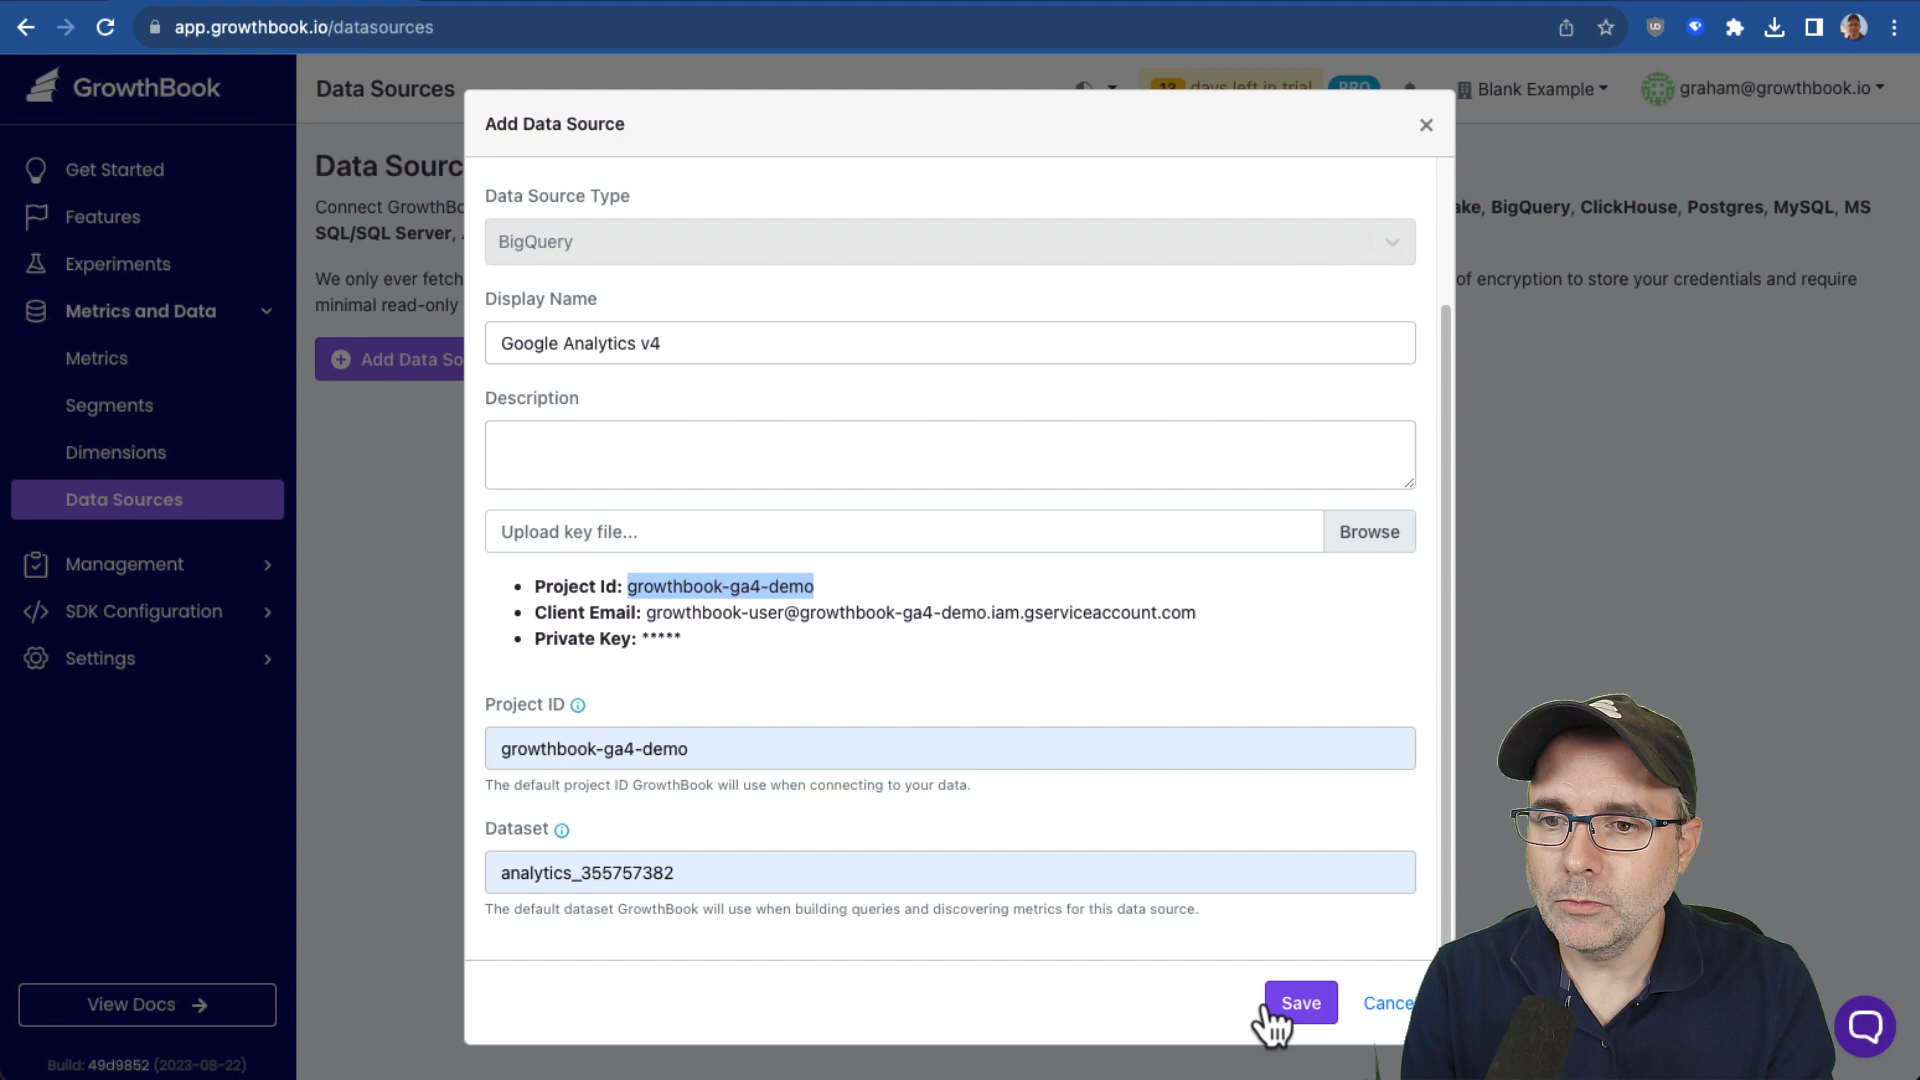 app.growthbook.io/datasources
GrowthBook
Data Sources
days left in trial
Blank Example
graham@growthbook.io
Add Data Source
Get Started
Features
Experiments
Metrics and Data
Metrics
Segments
Dimensions
Data Sources
Management
SDK Configuration
Settings
View Docs →
Build: 49d9852 (2023-08-22)
Data Sourc
Connect GrowthBo
ake, BigQuery, ClickHouse, Postgres, MySQL, MS
SQL/SQL Server,
We only ever fetch
of encryption to store your credentials and require
minimal read-only
Add Data So
Data Source Type
BigQuery
Display Name
Google Analytics v4
Description
Upload key file...
Browse
• Project Id: growthbook-ga4-demo
• Client Email: growthbook-user@growthbook-ga4-demo.iam.gserviceaccount.com
• Private Key: *****
Project ID
growthbook-ga4-demo
The default project ID GrowthBook will use when connecting to your data.
Dataset
analytics_355757382
The default dataset GrowthBook will use when building queries and discovering metrics for this data source.
Save
Cance